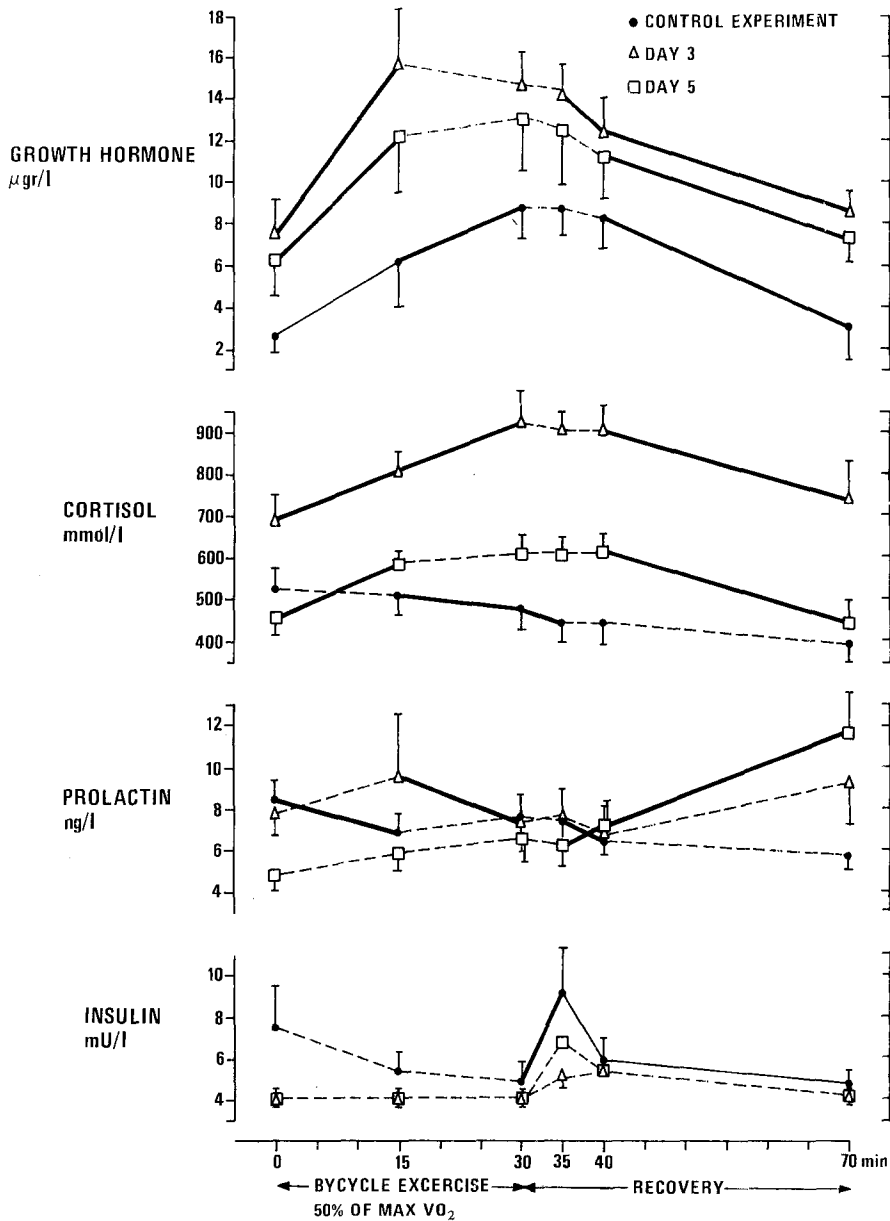 CONTROL EXPERIMENT
DAY 3
DAY 5
18
16
14
12
10
8
6
4
2
GROWTH HORMONE
μgr/l
900
800
700
600
500
400
CORTISOL
mmol/l
12
10
8
6
4
PROLACTIN
ng/l
10
8
6
4
INSULIN
mU/l
0 15 30 35 40 70 min
BYCYCLE EXCERCISE RECOVERY
50% OF MAX VO₂